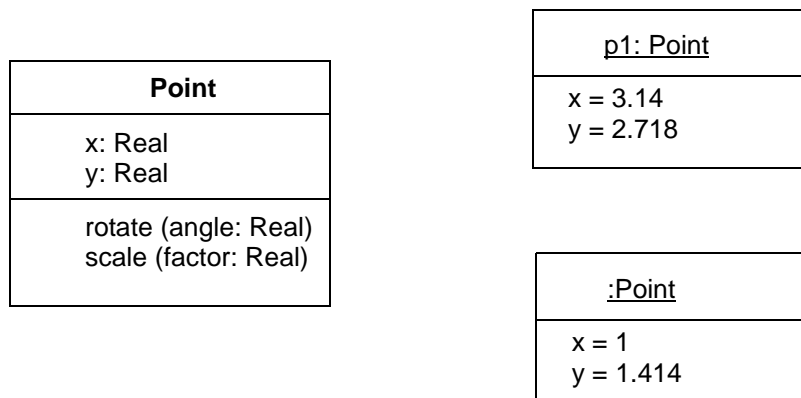 Point
x: Real
y: Real
rotate (angle: Real)
scale (factor: Real)
p1: Point
x = 3.14
y = 2.718
:Point
x = 1
y = 1.414